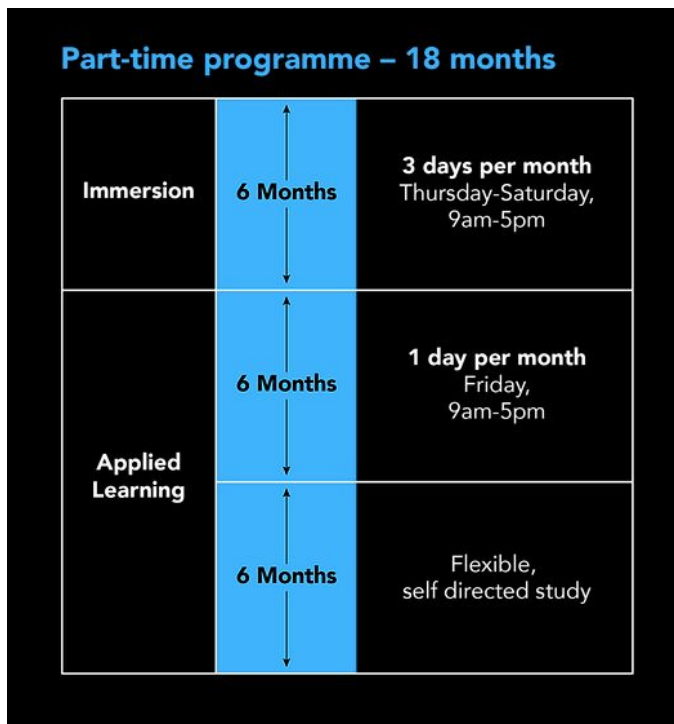 Part-time programme – 18 months
Immersion
6 Months
3 days per month
Thursday-Saturday,
9am-5pm
Applied
Learning
6 Months
1 day per month
Friday,
9am-5pm
6 Months
Flexible,
self directed study